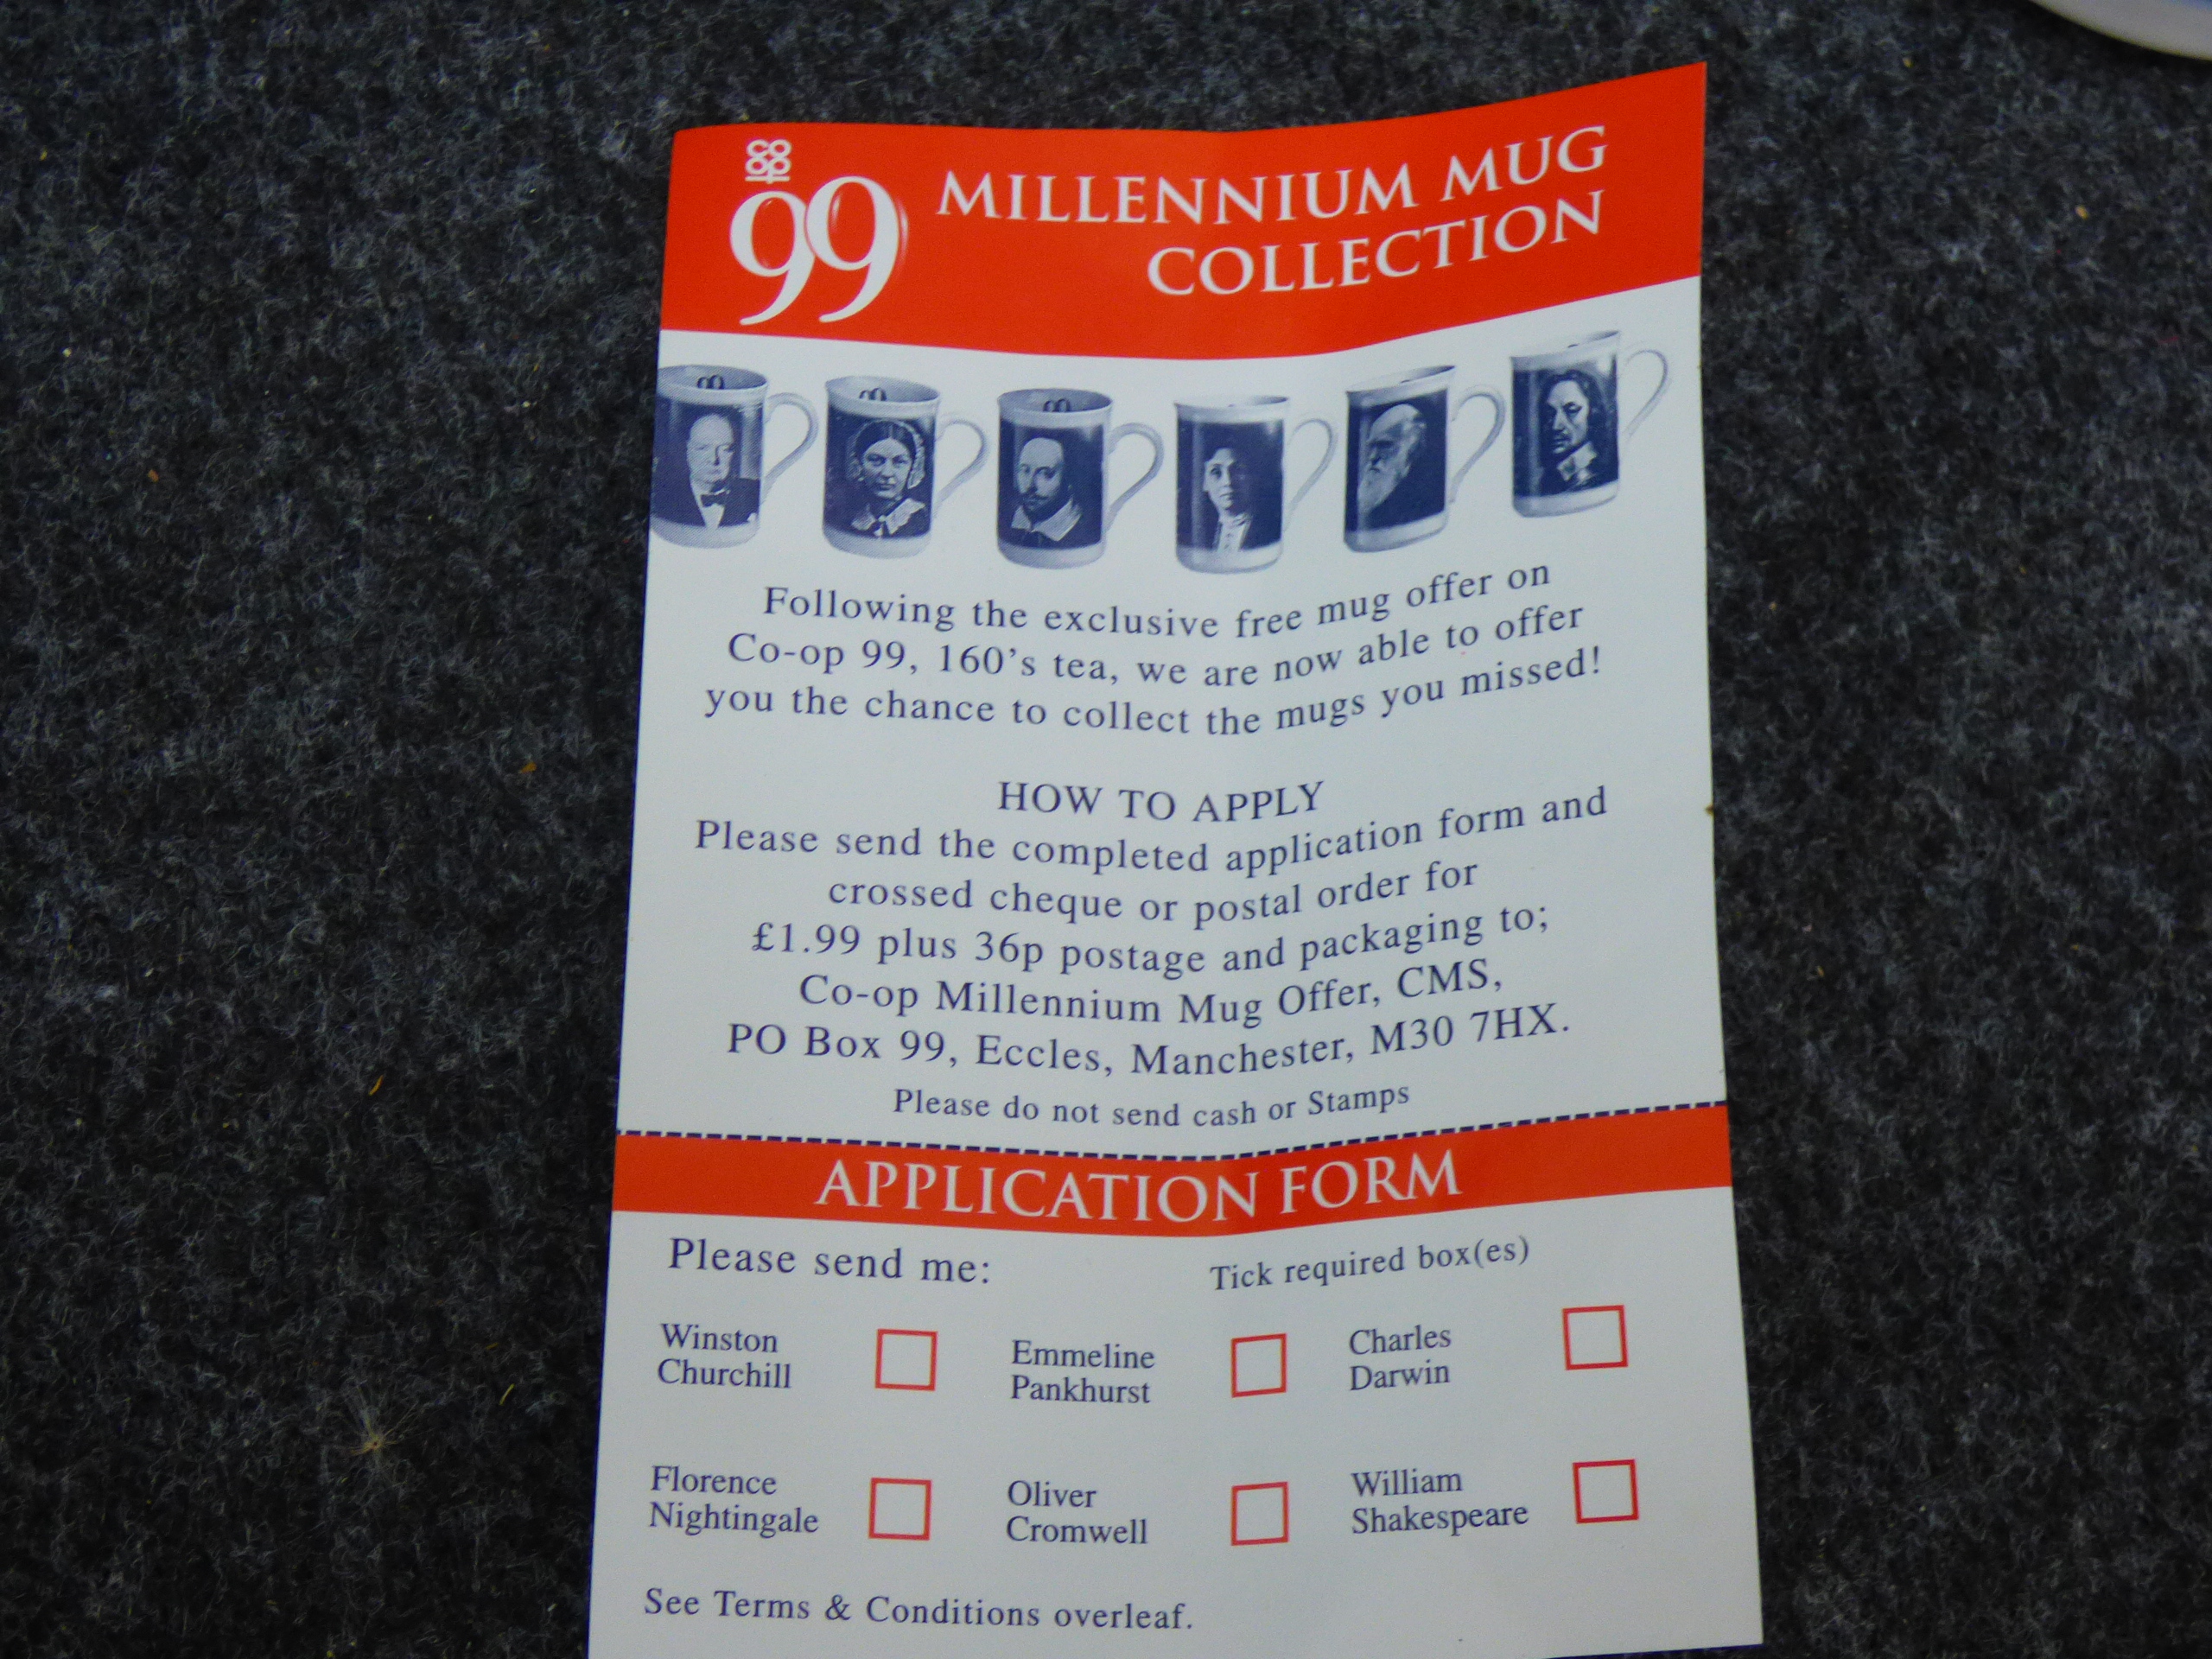 CO
OP
99
MILLENNIUM MUG
COLLECTION
99
99
99
Following the exclusive free mug offer on
Co-op 99, 160's tea, we are now able to offer
you the chance to collect the mugs you missed!
HOW TO APPLY
Please send the completed application form and
crossed cheque or postal order for
£1.99 plus 36p postage and packaging to;
Co-op Millennium Mug Offer, CMS,
PO Box 99, Eccles, Manchester, M30 7HX.
Please do not send cash or Stamps
APPLICATION FORM
Please send me:
Tick required box(es)
Winston
Churchill
Emmeline
Pankhurst
Charles
Darwin
Florence
Nightingale
Oliver
Cromwell
William
Shakespeare
See Terms & Conditions overleaf.